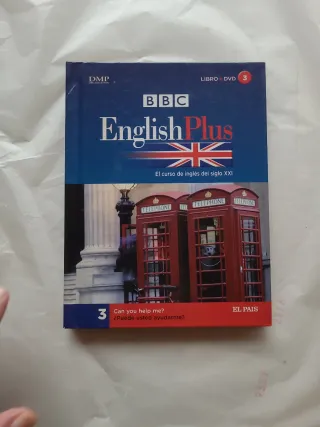 DMP
LIBRO + DVD 3
BBC
English Plus
El curso de inglés del siglo XXI
TELEPHONE
TELEPHONE
3 Can you help me?
¿Puede usted ayudarme?
EL PAIS